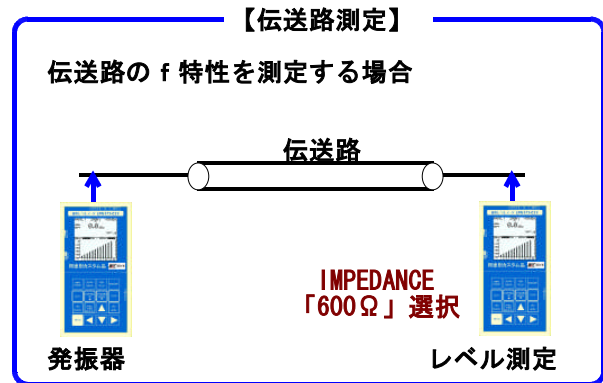 【伝送路測定】
伝送路のｆ特性を測定する場合
伝送路
IMPEDANCE
「600Ω」選択
発振器
レベル測定